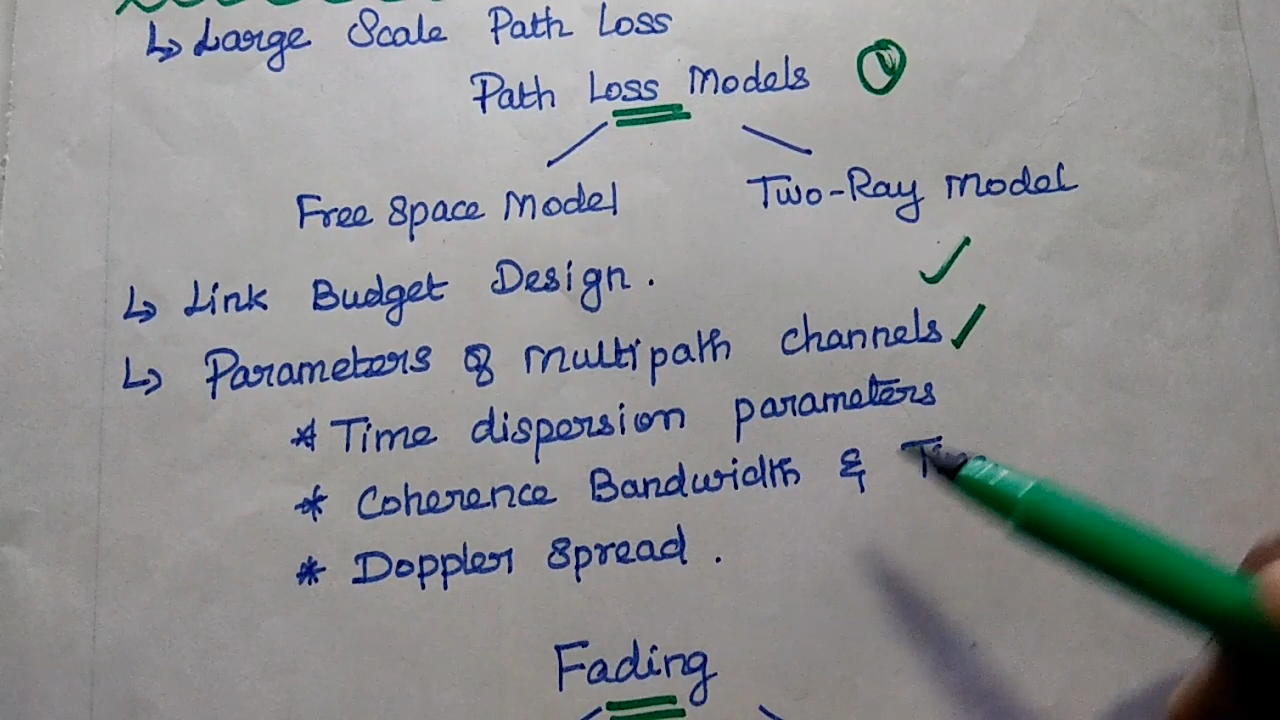 ↳ Large Scale Path Loss
Path Loss Models
Free Space Model Two-Ray Model
↳ Link Budget Design.
↳ Parameters of Multipath channels
* Time dispersion parameters
* Coherence Bandwidth &
* Doppler Spread.
Fading